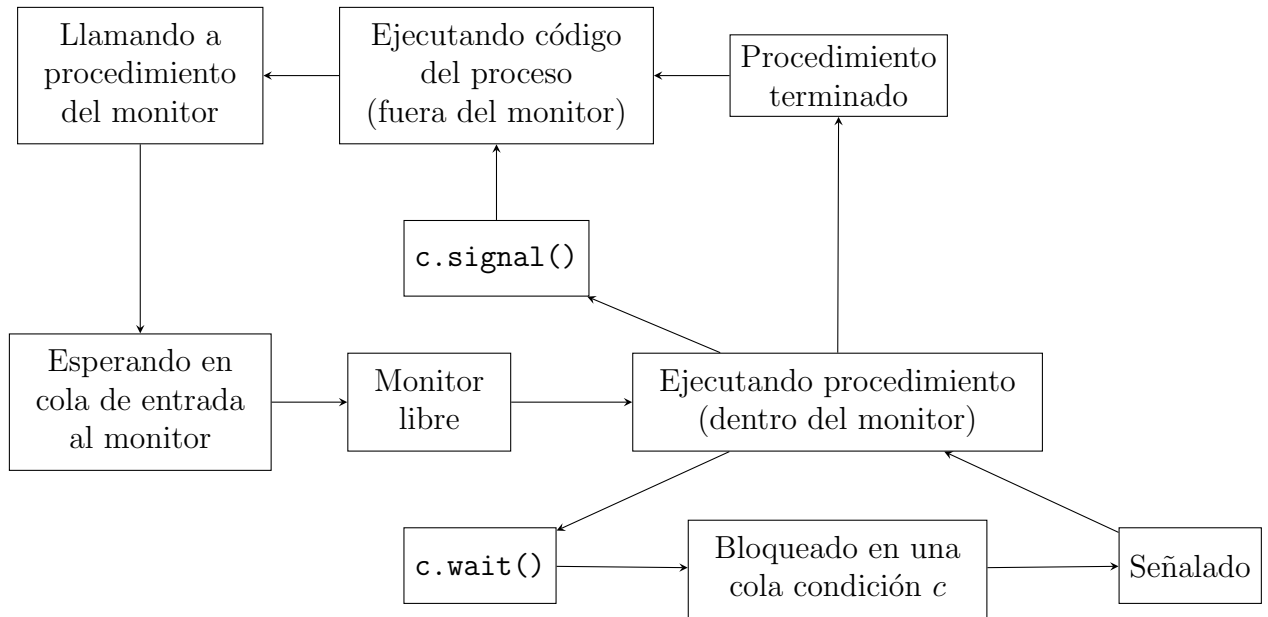 Llamando a
procedimiento
del monitor
Ejecutando código
del proceso
(fuera del monitor)
Procedimiento
terminado
c.signal()
Esperando en
cola de entrada
al monitor
Monitor
libre
Ejecutando procedimiento
(dentro del monitor)
c.wait()
Bloqueado en una
cola condición c
Señalado